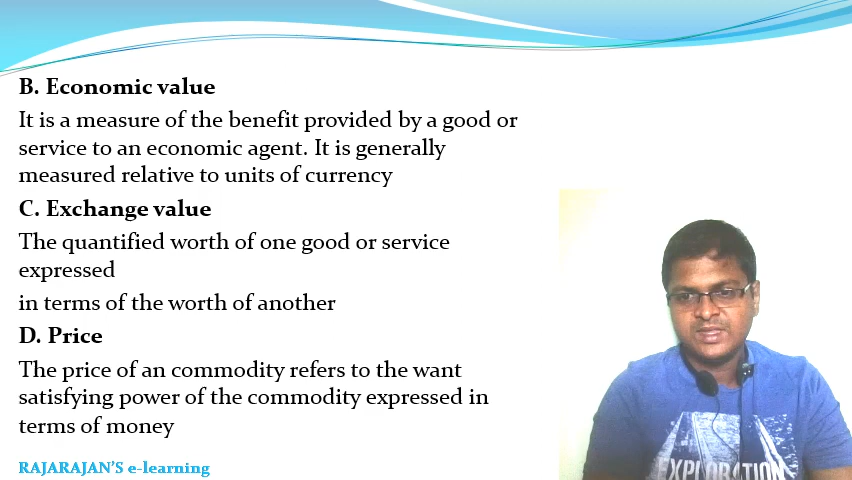 B. Economic value
It is a measure of the benefit provided by a good or
service to an economic agent. It is generally
measured relative to units of currency
C. Exchange value
The quantified worth of one good or service
expressed
in terms of the worth of another
D. Price
The price of an commodity refers to the want
satisfying power of the commodity expressed in
terms of money
RAJARAJAN'S e-learning
EXPLORATION